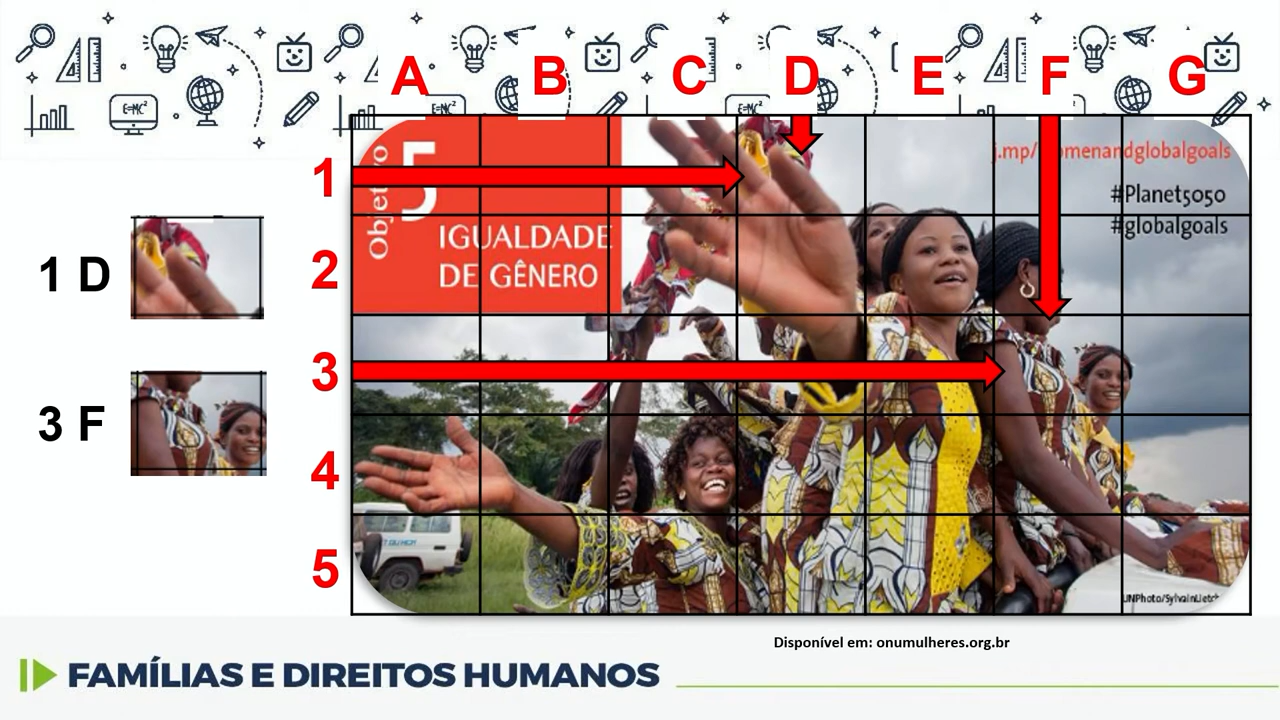 A B C D E F G
E=MC²
1
2
3
4
5
1 D
3 F
Objetivo
5
IGUALDADE
DE GÊNERO
#Planet5050
#globalgoals
Disponível em: onumulheres.org.br
FAMÍLIAS E DIREITOS HUMANOS